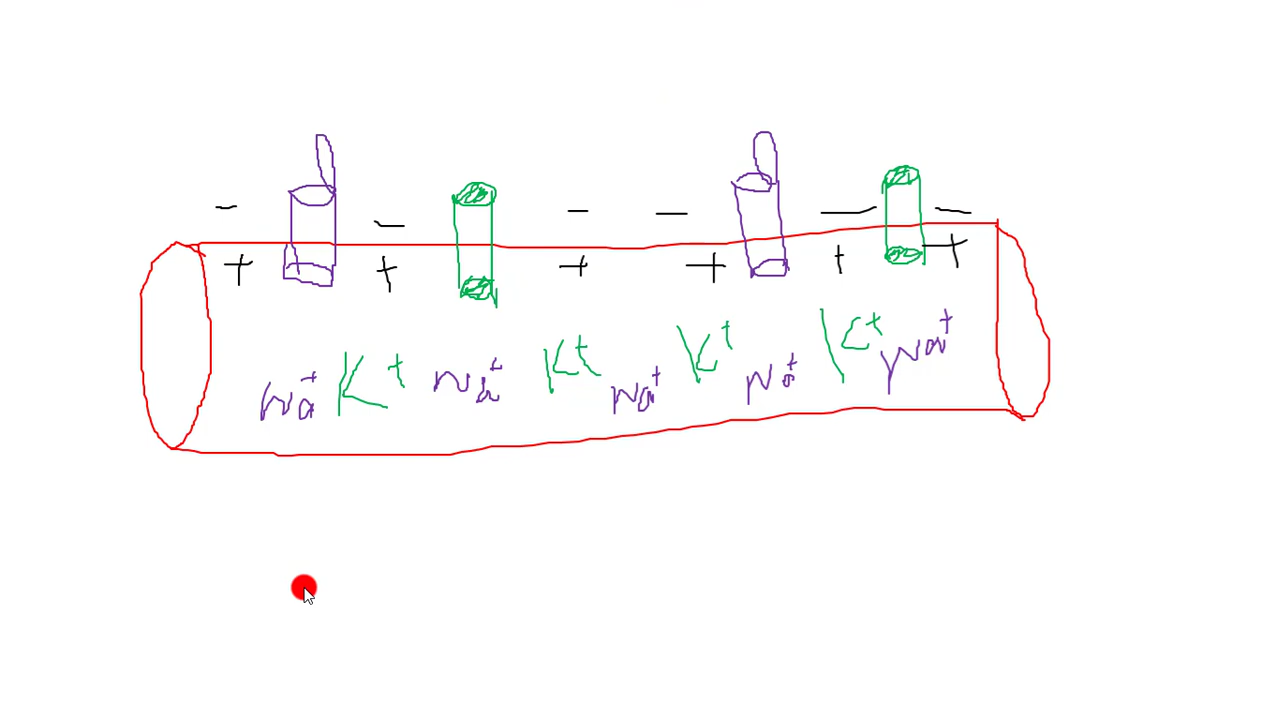 - - - - — -
+ + + + + +
Na+ K+ Na+ K+ Na+ K+ Na+ K+ Na+